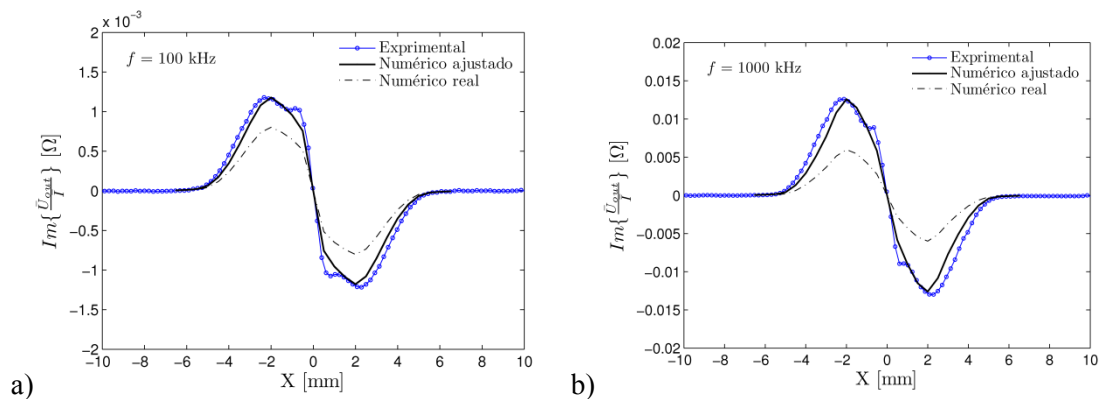 x 10⁻³
2
1.5
1
0.5
0
−0.5
−1
−1.5
−2
f = 100 kHz
Exprimental
Numérico ajustado
Numérico real
Im{U̅out/I̅} [Ω]
−10 −8 −6 −4 −2 0 2 4 6 8 10
X [mm]
a)
0.02
0.015
0.01
0.005
0
−0.005
−0.01
−0.015
−0.02
f = 1000 kHz
Exprimental
Numérico ajustado
Numérico real
Im{U̅out/I̅} [Ω]
−10 −8 −6 −4 −2 0 2 4 6 8 10
X [mm]
b)